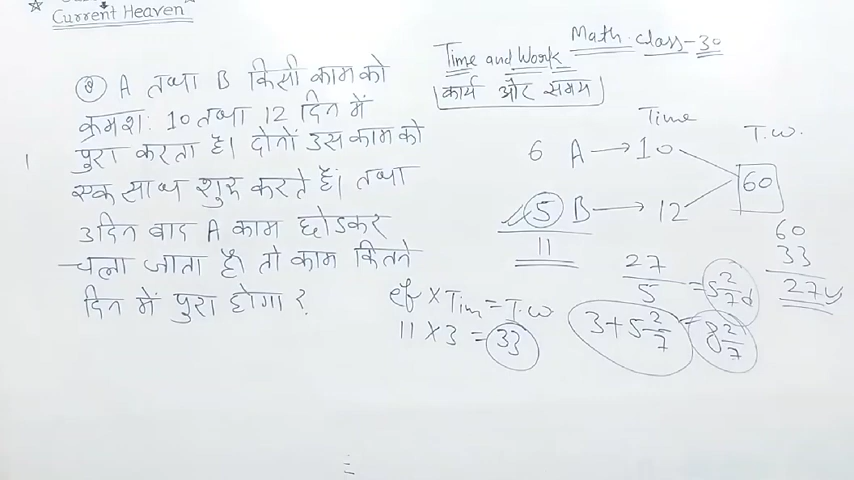 Current Heaven
Math class-30
Time and Work
कार्य और समय
A तथा B किसी काम को
क्रमश: 10 तथा 12 दिन में
पुरा करता है। दोनों उस काम को
एक साथ शुरू करते हैं। तथा
3 दिन बाद A काम छोडकर
चला जाता है। तो काम कितने
दिन में पुरा होगा ?
Time
T.W.
6 A → 10
60
5 B → 12
11
60
33
27
27/5 = 5 2/7 d
ef × Tim = T.W
11 × 3 = 33
3 + 5 2/7 = 8 2/7